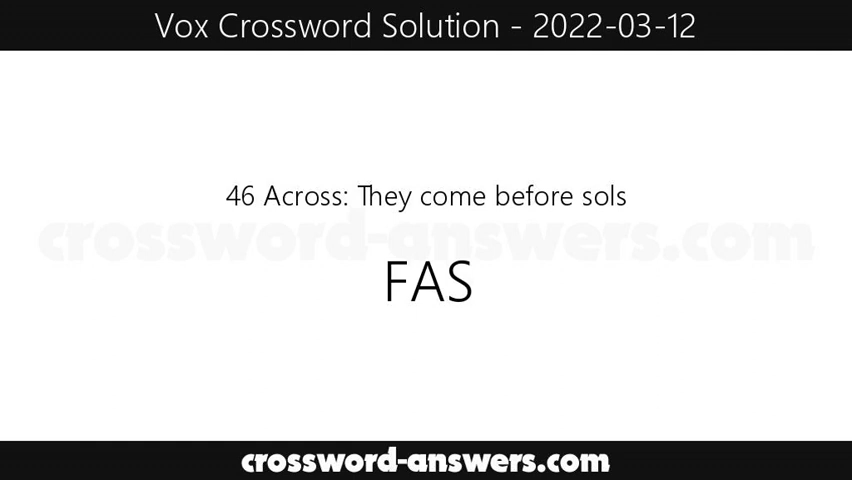 Vox Crossword Solution - 2022-03-12
46 Across: They come before sols
crossword-answers.com
FAS
crossword-answers.com